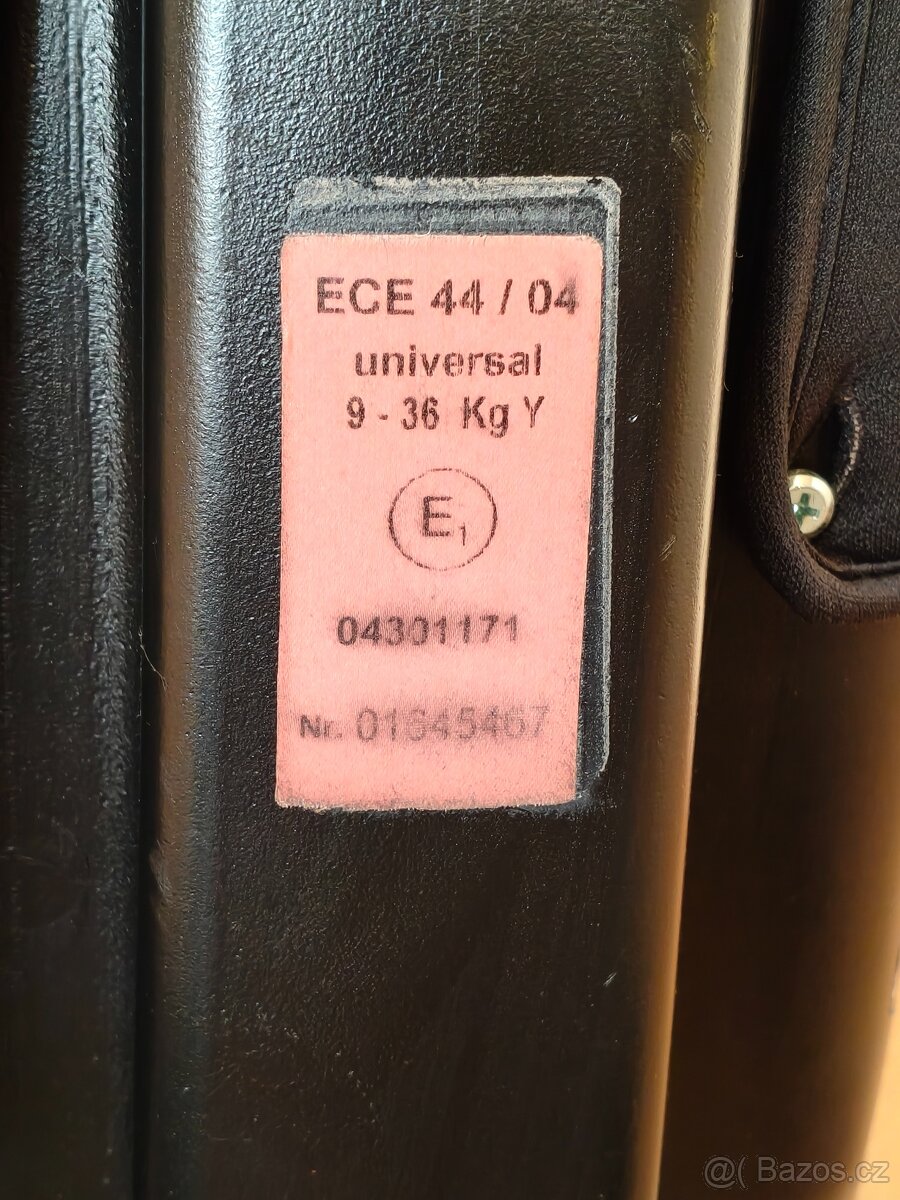 ECE 44 / 04
universal
9 - 36 Kg Y
E1
04301171
Nr. 01645467
@( Bazos.cz